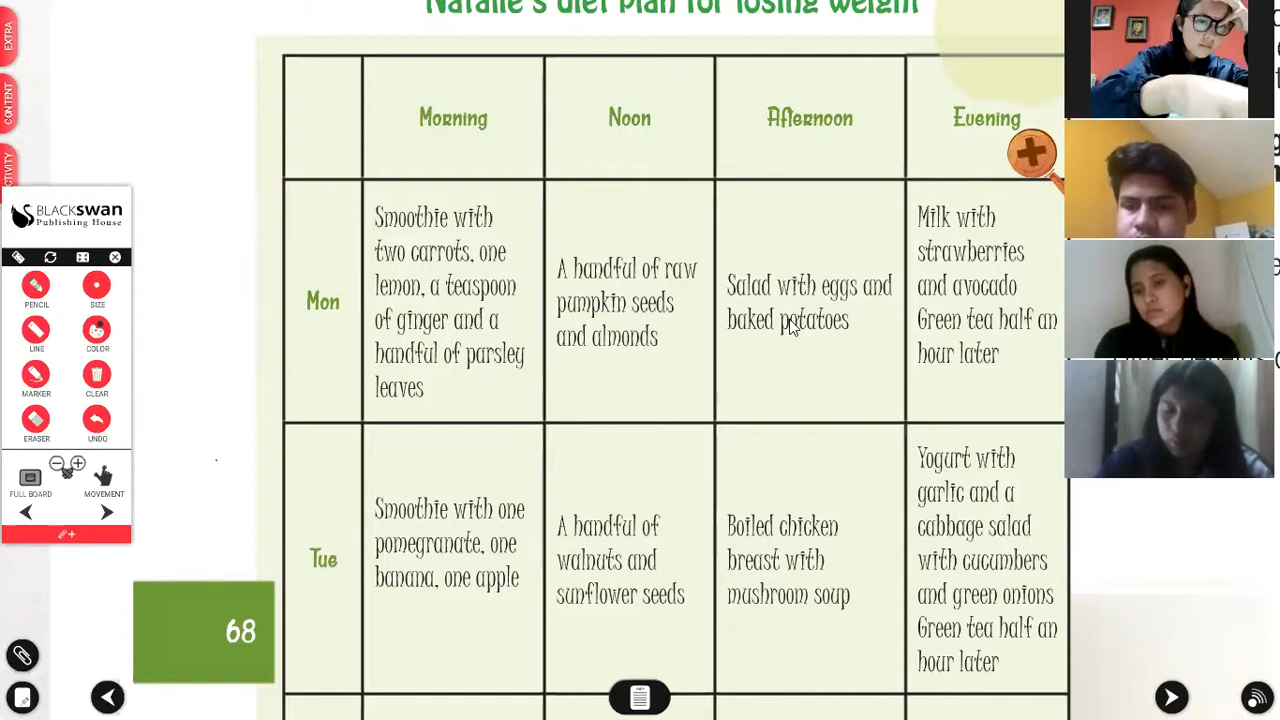 Natalie's diet plan for losing weight
EXTRA
CONTENT
CTIVITY
BLACKSWAN
Publishing House
PENCIL
SIZE
LINE
COLOR
MARKER
CLEAR
ERASER
UNDO
FULL BOARD
MOVEMENT
Morning
Noon
Afternoon
Evening
Mon
Smoothie with
two carrots, one
lemon, a teaspoon
of ginger and a
handful of parsley
leaves
A handful of raw
pumpkin seeds
and almonds
Salad with eggs and
baked potatoes
Milk with
strawberries
and avocado
Green tea half an
hour later
Tue
Smoothie with one
pomegranate, one
banana, one apple
A handful of
walnuts and
sunflower seeds
Boiled chicken
breast with
mushroom soup
Yogurt with
garlic and a
cabbage salad
with cucumbers
and green onions
Green tea half an
hour later
68